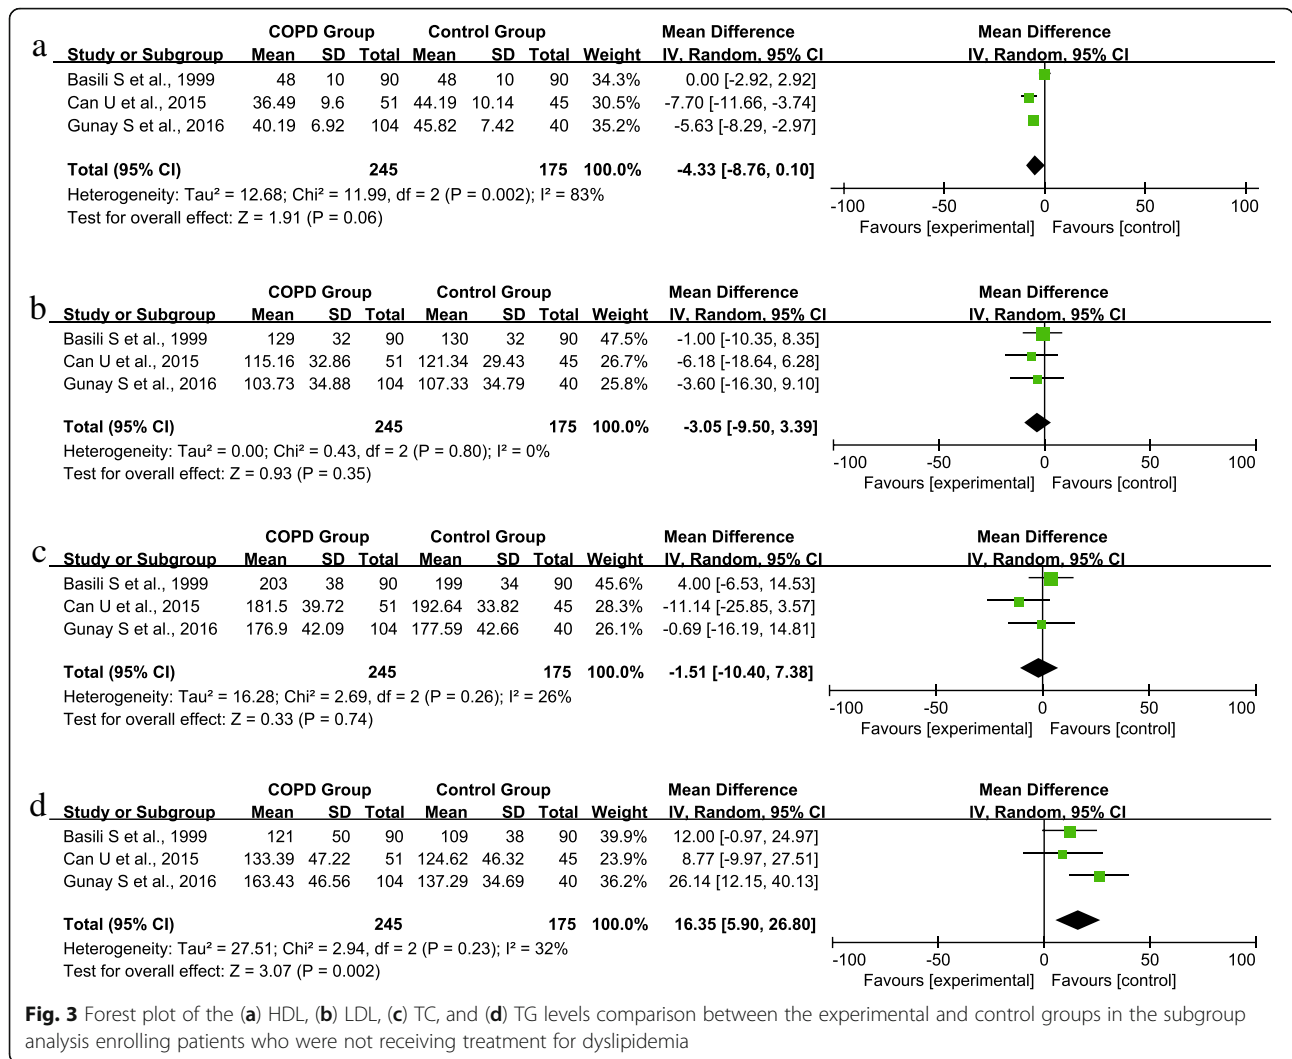 a
COPD Group Control Group Mean Difference Mean Difference
Study or Subgroup Mean SD Total Mean SD Total Weight IV, Random, 95% CI IV, Random, 95% CI
Basili S et al., 1999 48 10 90 48 10 90 34.3% 0.00 [-2.92, 2.92]
Can U et al., 2015 36.49 9.6 51 44.19 10.14 45 30.5% -7.70 [-11.66, -3.74]
Gunay S et al., 2016 40.19 6.92 104 45.82 7.42 40 35.2% -5.63 [-8.29, -2.97]
Total (95% CI) 245 175 100.0% -4.33 [-8.76, 0.10]
Heterogeneity: Tau² = 12.68; Chi² = 11.99, df = 2 (P = 0.002); I² = 83%
Test for overall effect: Z = 1.91 (P = 0.06)
-100 -50 0 50 100
Favours [experimental] Favours [control]
b
COPD Group Control Group Mean Difference Mean Difference
Study or Subgroup Mean SD Total Mean SD Total Weight IV, Random, 95% CI IV, Random, 95% CI
Basili S et al., 1999 129 32 90 130 32 90 47.5% -1.00 [-10.35, 8.35]
Can U et al., 2015 115.16 32.86 51 121.34 29.43 45 26.7% -6.18 [-18.64, 6.28]
Gunay S et al., 2016 103.73 34.88 104 107.33 34.79 40 25.8% -3.60 [-16.30, 9.10]
Total (95% CI) 245 175 100.0% -3.05 [-9.50, 3.39]
Heterogeneity: Tau² = 0.00; Chi² = 0.43, df = 2 (P = 0.80); I² = 0%
Test for overall effect: Z = 0.93 (P = 0.35)
-100 -50 0 50 100
Favours [experimental] Favours [control]
c
COPD Group Control Group Mean Difference Mean Difference
Study or Subgroup Mean SD Total Mean SD Total Weight IV, Random, 95% CI IV, Random, 95% CI
Basili S et al., 1999 203 38 90 199 34 90 45.6% 4.00 [-6.53, 14.53]
Can U et al., 2015 181.5 39.72 51 192.64 33.82 45 28.3% -11.14 [-25.85, 3.57]
Gunay S et al., 2016 176.9 42.09 104 177.59 42.66 40 26.1% -0.69 [-16.19, 14.81]
Total (95% CI) 245 175 100.0% -1.51 [-10.40, 7.38]
Heterogeneity: Tau² = 16.28; Chi² = 2.69, df = 2 (P = 0.26); I² = 26%
Test for overall effect: Z = 0.33 (P = 0.74)
-100 -50 0 50 100
Favours [experimental] Favours [control]
d
COPD Group Control Group Mean Difference Mean Difference
Study or Subgroup Mean SD Total Mean SD Total Weight IV, Random, 95% CI IV, Random, 95% CI
Basili S et al., 1999 121 50 90 109 38 90 39.9% 12.00 [-0.97, 24.97]
Can U et al., 2015 133.39 47.22 51 124.62 46.32 45 23.9% 8.77 [-9.97, 27.51]
Gunay S et al., 2016 163.43 46.56 104 137.29 34.69 40 36.2% 26.14 [12.15, 40.13]
Total (95% CI) 245 175 100.0% 16.35 [5.90, 26.80]
Heterogeneity: Tau² = 27.51; Chi² = 2.94, df = 2 (P = 0.23); I² = 32%
Test for overall effect: Z = 3.07 (P = 0.002)
-100 -50 0 50 100
Favours [experimental] Favours [control]
Fig. 3 Forest plot of the (a) HDL, (b) LDL, (c) TC, and (d) TG levels comparison between the experimental and control groups in the subgroup
analysis enrolling patients who were not receiving treatment for dyslipidemia